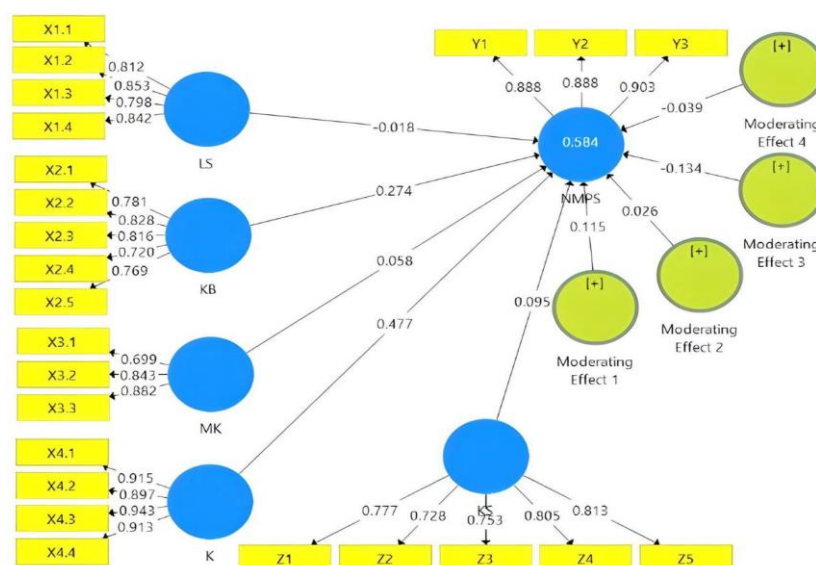 X1.1
X1.2
X1.3
X1.4
0.812
0.853
0.798
0.842
LS
-0.018
X2.1
X2.2
X2.3
X2.4
X2.5
0.781
0.828
0.816
0.720
0.769
KB
0.274
X3.1
X3.2
X3.3
0.699
0.843
0.882
MK
0.058
X4.1
X4.2
X4.3
X4.4
0.915
0.897
0.943
0.913
K
0.477
Y1
Y2
Y3
0.888
0.888
0.903
0.584
NMPS
[+]
-0.039
Moderating
Effect 4
[+]
-0.134
Moderating
Effect 3
[+]
0.026
Moderating
Effect 2
[+]
0.115
Moderating
Effect 1
0.095
KS
0.777
0.728
0.753
0.805
0.813
Z1
Z2
Z3
Z4
Z5